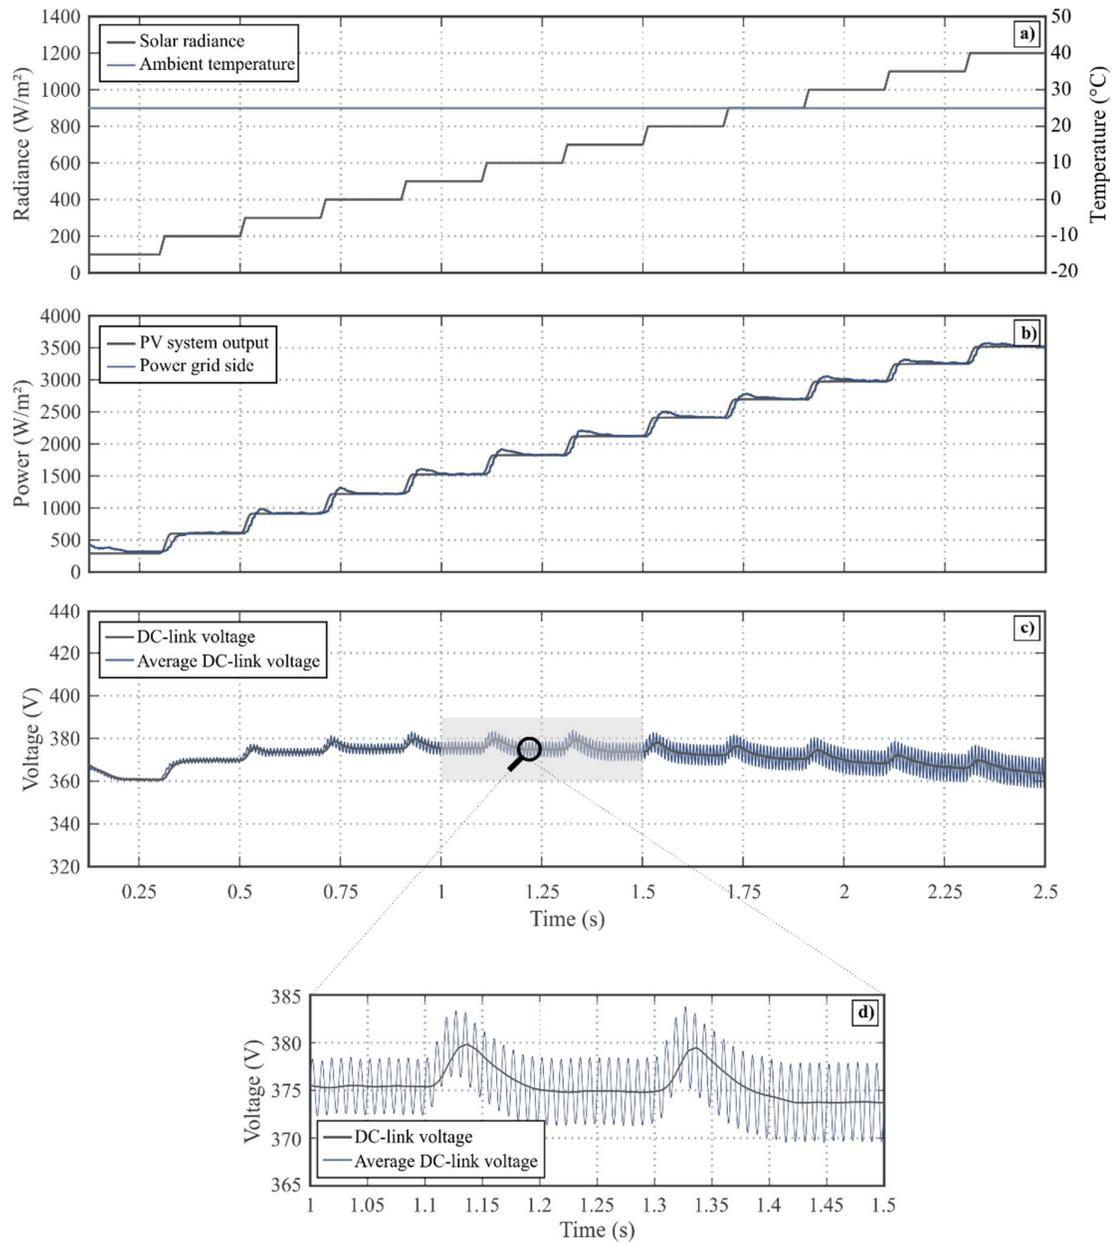 1400
1200
1000
800
600
400
200
0
Radiance (W/m²)
Solar radiance
Ambient temperature
a)
50
40
30
20
10
0
-10
-20
Temperature (°C)
4000
3500
3000
2500
2000
1500
1000
500
0
Power (W/m²)
PV system output
Power grid side
b)
440
420
400
380
360
340
320
Voltage (V)
DC-link voltage
Average DC-link voltage
c)
0.25 0.5 0.75 1 1.25 1.5 1.75 2 2.25 2.5
Time (s)
385
380
375
370
365
Voltage (V)
d)
DC-link voltage
Average DC-link voltage
1 1.05 1.1 1.15 1.2 1.25 1.3 1.35 1.4 1.45 1.5
Time (s)